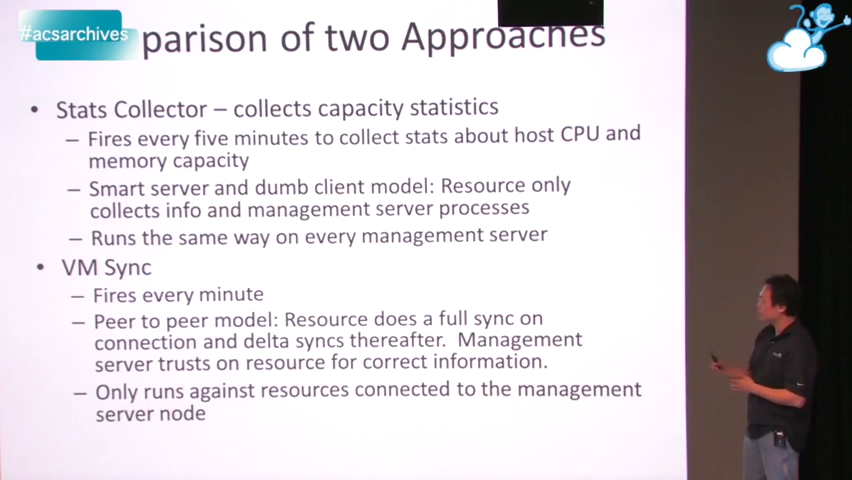 #acsarchives
parison of two Approaches
• Stats Collector – collects capacity statistics
– Fires every five minutes to collect stats about host CPU and
memory capacity
– Smart server and dumb client model: Resource only
collects info and management server processes
– Runs the same way on every management server
• VM Sync
– Fires every minute
– Peer to peer model: Resource does a full sync on
connection and delta syncs thereafter.  Management
server trusts on resource for correct information.
– Only runs against resources connected to the management
server node